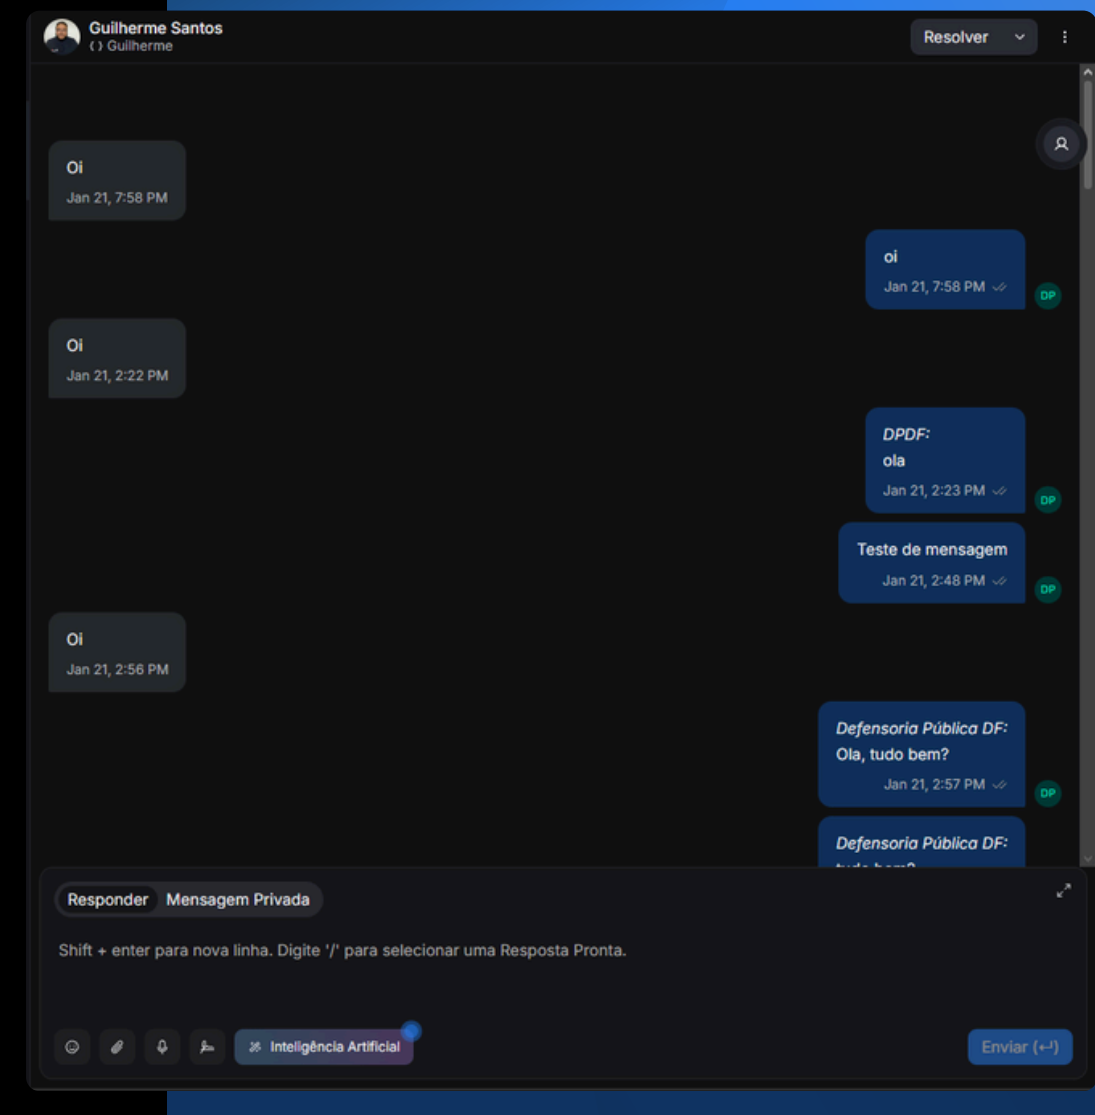 Guilherme Santos
Guilherme
Resolver
Oi
Jan 21, 7:58 PM
oi
Jan 21, 7:58 PM
DP
Oi
Jan 21, 2:22 PM
DPDF:
ola
Jan 21, 2:23 PM
DP
Teste de mensagem
Jan 21, 2:48 PM
DP
Oi
Jan 21, 2:56 PM
Defensoria Pública DF:
Ola, tudo bem?
Jan 21, 2:57 PM
DP
Defensoria Pública DF:
tudo bem?
Responder Mensagem Privada
Shift + enter para nova linha. Digite '/' para selecionar uma Resposta Pronta.
Inteligência Artificial
Enviar (↵)